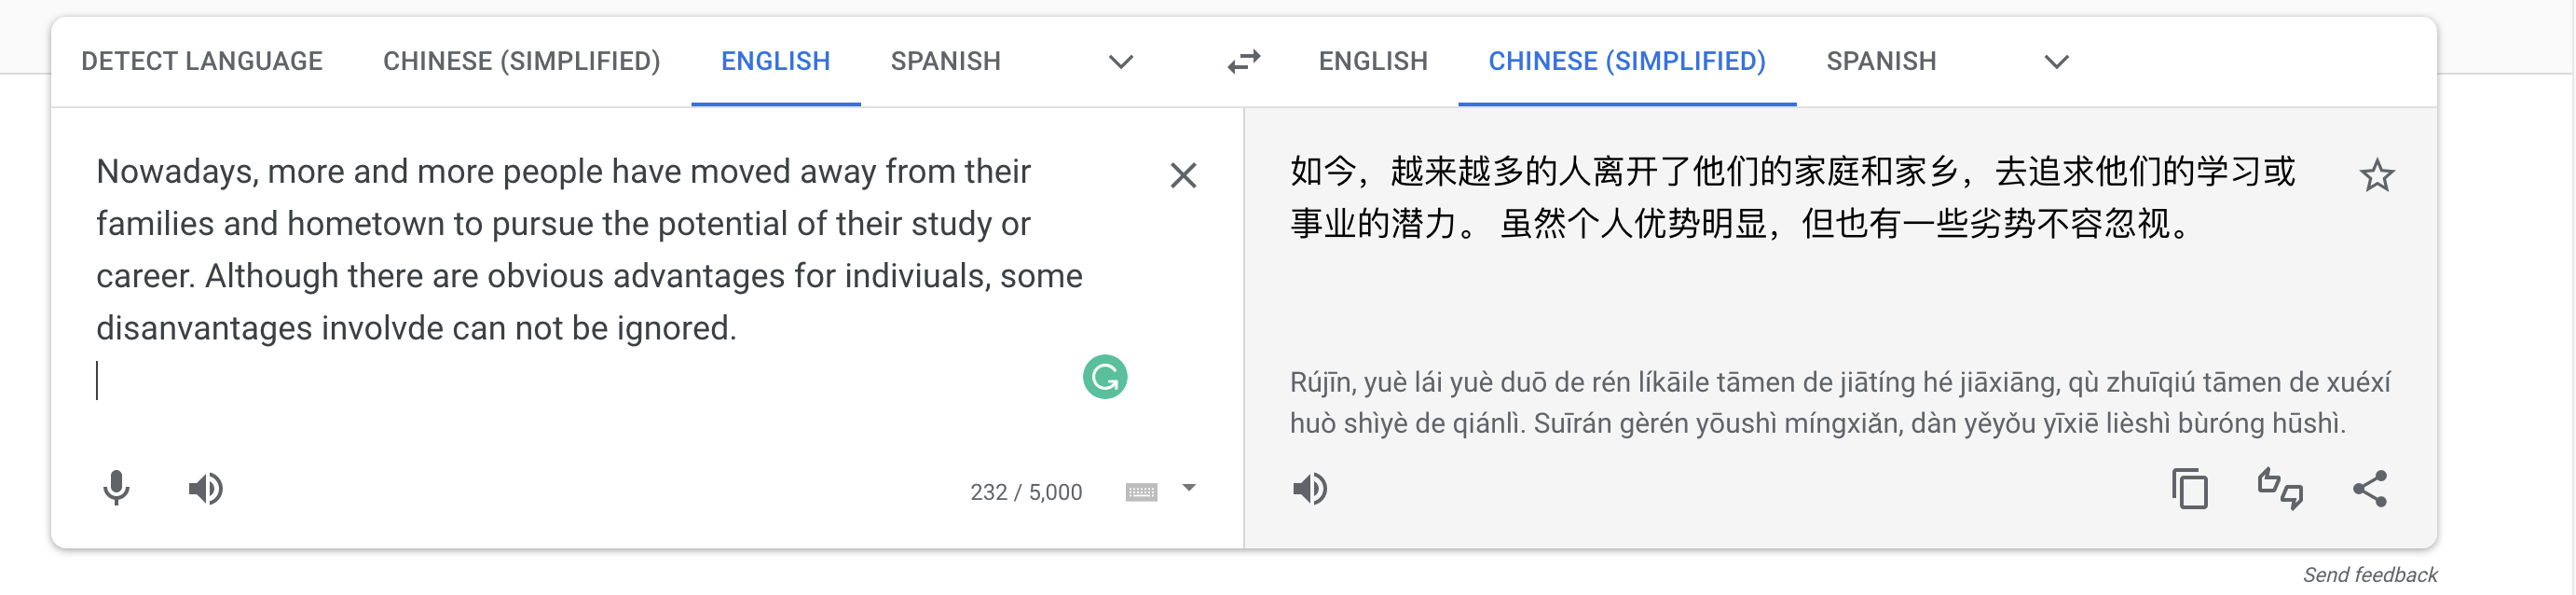 DETECT LANGUAGE CHINESE (SIMPLIFIED) ENGLISH SPANISH ENGLISH CHINESE (SIMPLIFIED) SPANISH
Nowadays, more and more people have moved away from their
families and hometown to pursue the potential of their study or
career. Although there are obvious advantages for indiviuals, some
disanvantages involvde can not be ignored.
232 / 5,000
如今，越来越多的人离开了他们的家庭和家乡，去追求他们的学习或
事业的潜力。 虽然个人优势明显，但也有一些劣势不容忽视。
Rújīn, yuè lái yuè duō de rén líkāile tāmen de jiātíng hé jiāxiāng, qù zhuīqiú tāmen de xuéxí
huò shìyè de qiánlì. Suīrán gèrén yōushì míngxiǎn, dàn yěyǒu yīxiē lièshì bùróng hūshì.
Send feedback